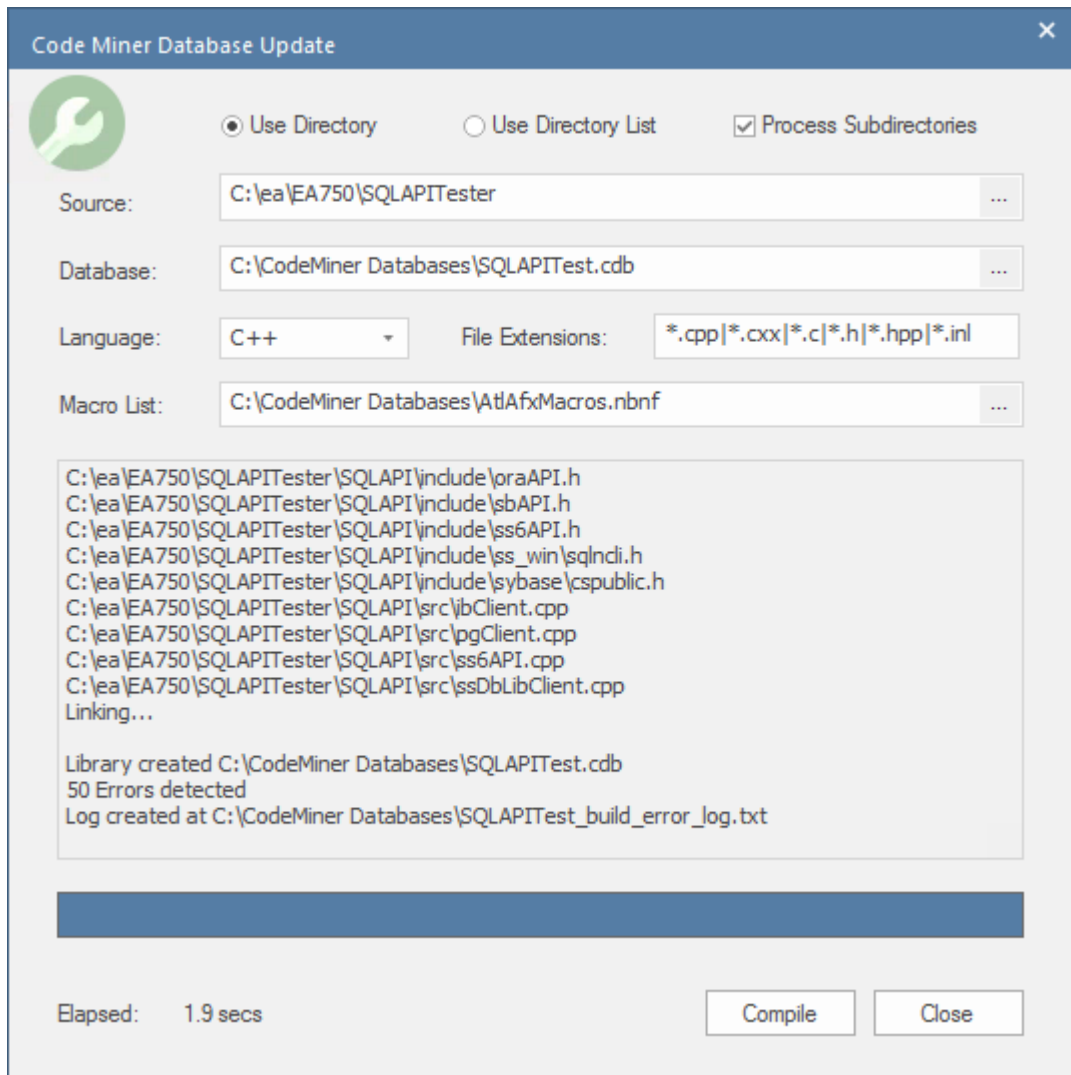 Code Miner Database Update
Use Directory Use Directory List Process Subdirectories
Source: C:\ea\EA750\SQLAPITester ...
Database: C:\CodeMiner Databases\SQLAPITest.cdb ...
Language: C++ File Extensions: *.cpp|*.cxx|*.c|*.h|*.hpp|*.inl
Macro List: C:\CodeMiner Databases\AtlAfxMacros.nbnf ...
C:\ea\EA750\SQLAPITester\SQLAPI\include\oraAPI.h
C:\ea\EA750\SQLAPITester\SQLAPI\include\sbAPI.h
C:\ea\EA750\SQLAPITester\SQLAPI\include\ss6API.h
C:\ea\EA750\SQLAPITester\SQLAPI\include\ss_win\sqlncli.h
C:\ea\EA750\SQLAPITester\SQLAPI\include\sybase\cspublic.h
C:\ea\EA750\SQLAPITester\SQLAPI\src\ibClient.cpp
C:\ea\EA750\SQLAPITester\SQLAPI\src\pgClient.cpp
C:\ea\EA750\SQLAPITester\SQLAPI\src\ss6API.cpp
C:\ea\EA750\SQLAPITester\SQLAPI\src\ssDbLibClient.cpp
Linking...
Library created C:\CodeMiner Databases\SQLAPITest.cdb
50 Errors detected
Log created at C:\CodeMiner Databases\SQLAPITest_build_error_log.txt
Elapsed: 1.9 secs Compile Close